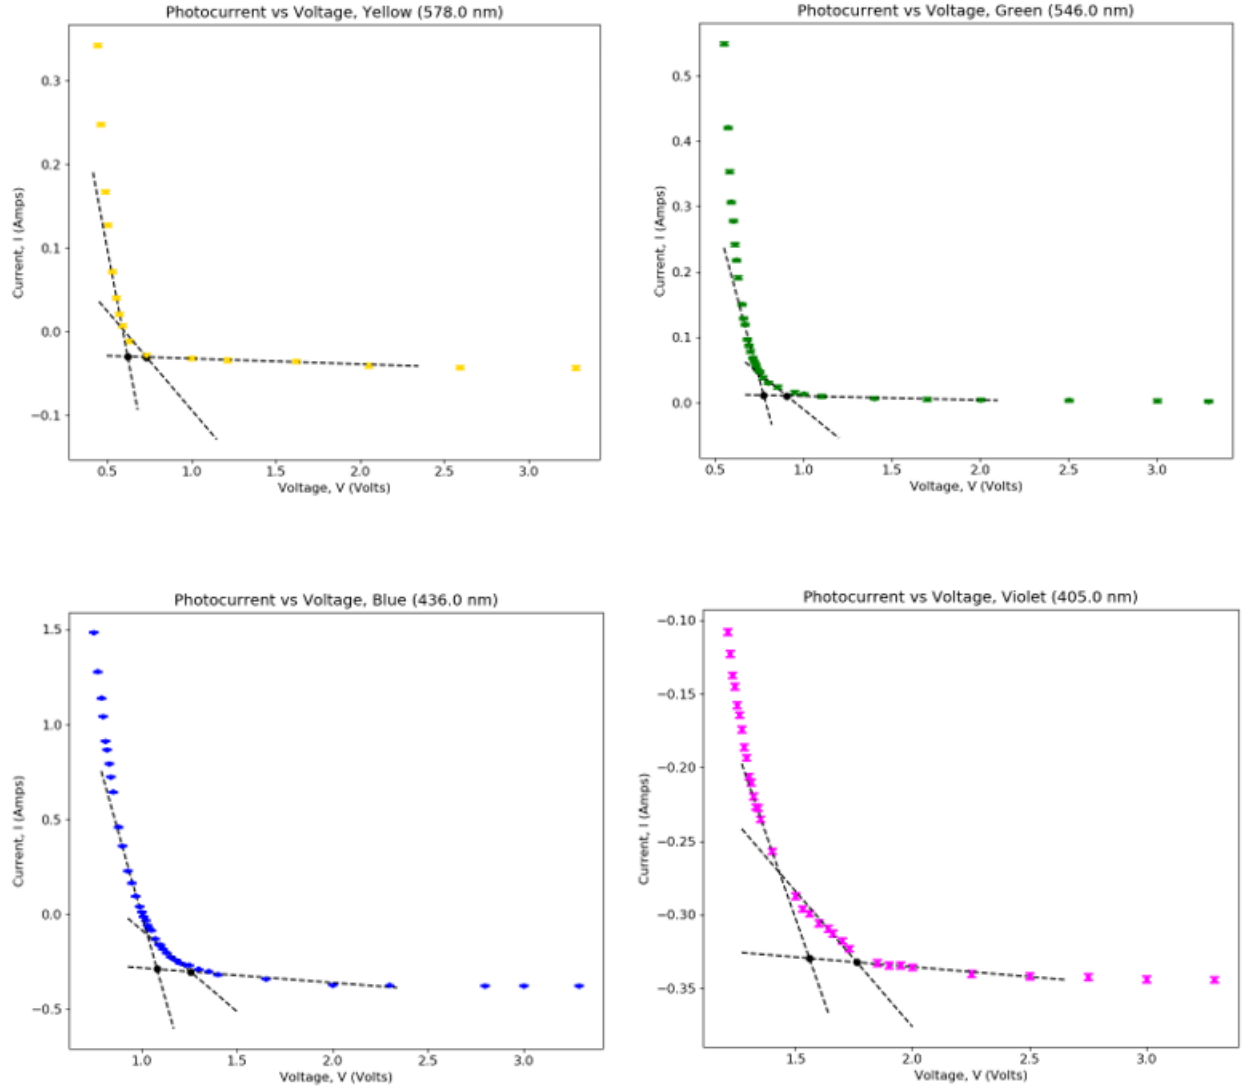 Photocurrent vs Voltage, Yellow (578.0 nm)
0.3
0.2
0.1
0.0
−0.1
Current, I (Amps)
0.5 1.0 1.5 2.0 2.5 3.0
Voltage, V (Volts)
Photocurrent vs Voltage, Green (546.0 nm)
0.5
0.4
0.3
0.2
0.1
0.0
Current, I (Amps)
0.5 1.0 1.5 2.0 2.5 3.0
Voltage, V (Volts)
Photocurrent vs Voltage, Blue (436.0 nm)
1.5
1.0
0.5
0.0
−0.5
Current, I (Amps)
1.0 1.5 2.0 2.5 3.0
Voltage, V (Volts)
Photocurrent vs Voltage, Violet (405.0 nm)
−0.10
−0.15
−0.20
−0.25
−0.30
−0.35
Current, I (Amps)
1.5 2.0 2.5 3.0
Voltage, V (Volts)